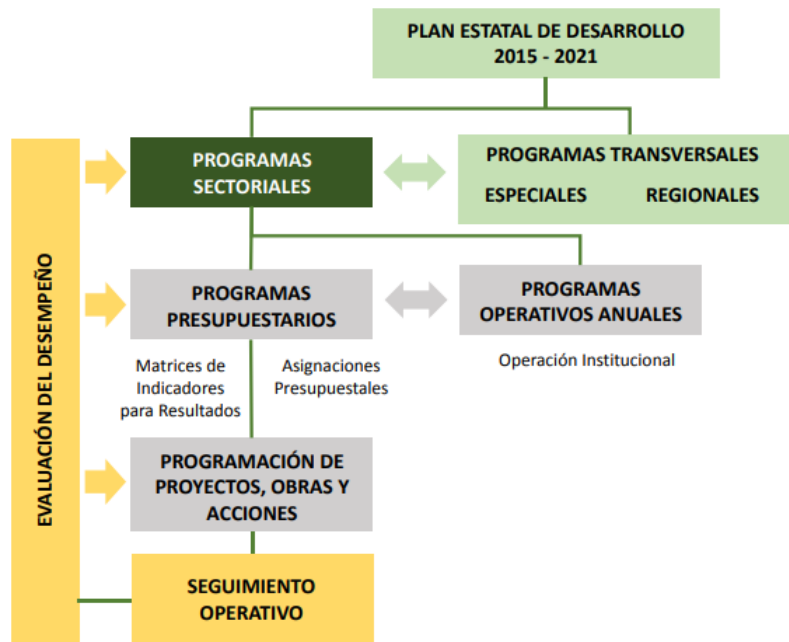 PLAN ESTATAL DE DESARROLLO
2015 - 2021
PROGRAMAS
SECTORIALES
PROGRAMAS TRANSVERSALES
ESPECIALES REGIONALES
EVALUACIÓN DEL DESEMPEÑO
PROGRAMAS
PRESUPUESTARIOS
PROGRAMAS
OPERATIVOS ANUALES
Matrices de
Indicadores
para Resultados
Asignaciones
Presupuestales
Operación Institucional
PROGRAMACIÓN DE
PROYECTOS, OBRAS Y
ACCIONES
SEGUIMIENTO
OPERATIVO